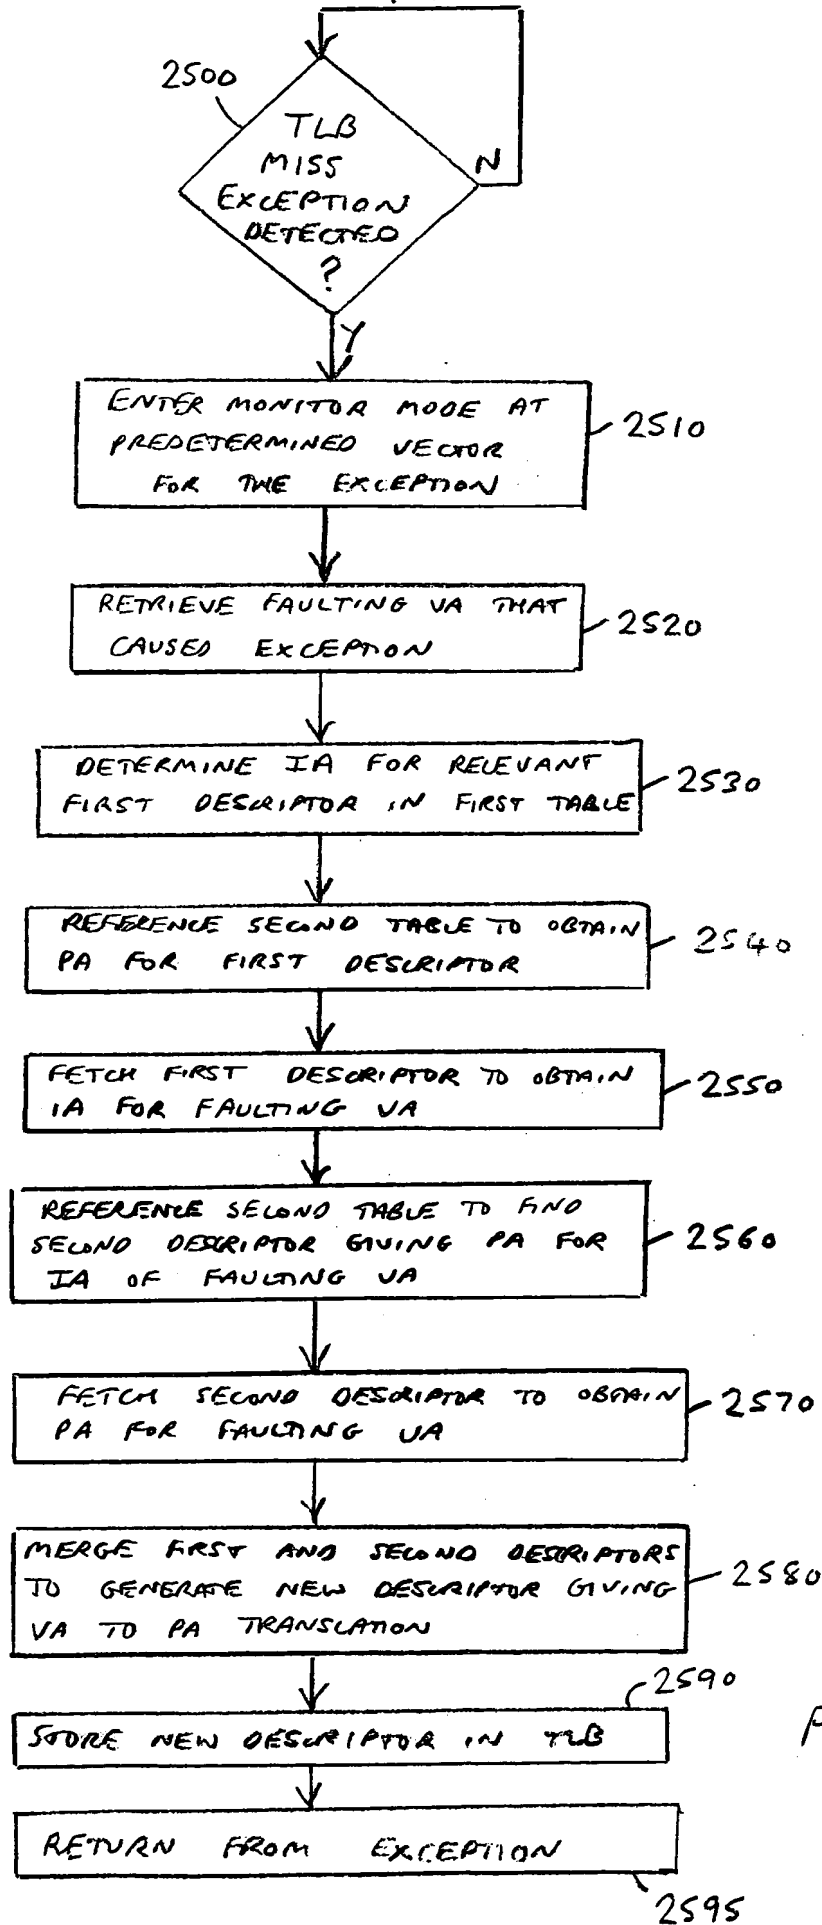 2500
TLB
MISS
EXCEPTION
DETECTED
?
N
Y
ENTER MONITOR MODE AT
PREDETERMINED VECTOR
FOR THE EXCEPTION
2510
RETRIEVE FAULTING VA THAT
CAUSED EXCEPTION
2520
DETERMINE IA FOR RELEVANT
FIRST DESCRIPTOR IN FIRST TABLE
2530
REFERENCE SECOND TABLE TO OBTAIN
PA FOR FIRST DESCRIPTOR
2540
FETCH FIRST DESCRIPTOR TO OBTAIN
IA FOR FAULTING VA
2550
REFERENCE SECOND TABLE TO FIND
SECOND DESCRIPTOR GIVING PA FOR
IA OF FAULTING VA
2560
FETCH SECOND DESCRIPTOR TO OBTAIN
PA FOR FAULTING VA
2570
MERGE FIRST AND SECOND DESCRIPTORS
TO GENERATE NEW DESCRIPTOR GIVING
VA TO PA TRANSLATION
2580
2590
STORE NEW DESCRIPTOR IN TLB
RETURN FROM EXCEPTION
2595